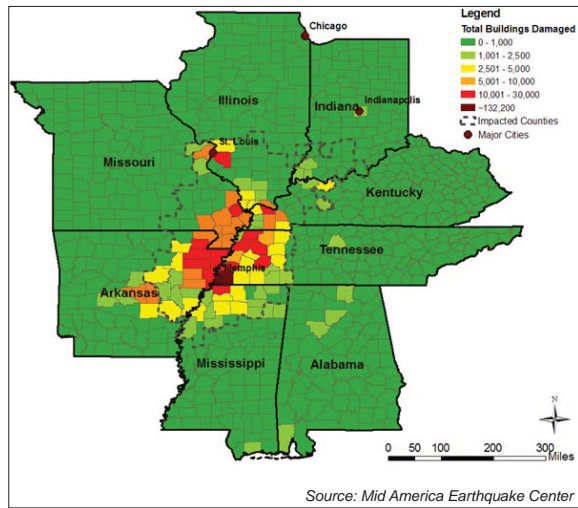 Legend
Total Buildings Damaged
0 - 1,000
1,001 - 2,500
2,501 - 5,000
5,001 - 10,000
10,001 - 30,000
~132,200
Impacted Counties
Major Cities
Chicago
Illinois
Indiana
Indianapolis
St. Louis
Missouri
Kentucky
Tennessee
Memphis
Arkansas
Mississippi
Alabama
N
0 50 100 200 300
Miles
Source: Mid America Earthquake Center